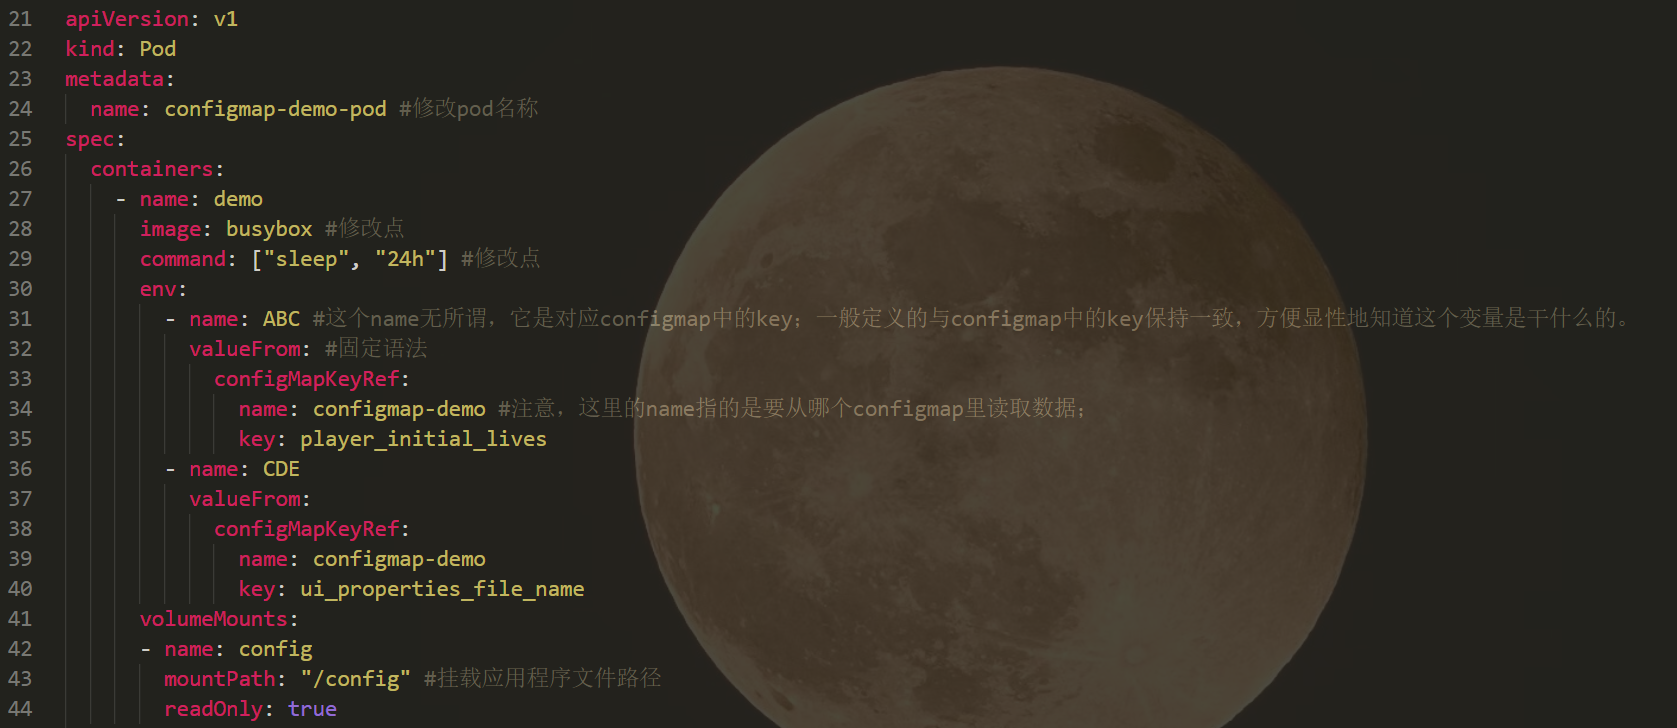 21 apiVersion: v1
22 kind: Pod
23 metadata:
24   name: configmap-demo-pod #修改pod名称
25 spec:
26   containers:
27     - name: demo
28       image: busybox #修改点
29       command: ["sleep", "24h"] #修改点
30       env:
31         - name: ABC #这个name无所谓，它是对应configmap中的key；一般定义的与configmap中的key保持一致，方便显性地知道这个变量是干什么的。
32           valueFrom: #固定语法
33             configMapKeyRef:
34               name: configmap-demo #注意，这里的name指的是要从哪个configmap里读取数据；
35               key: player_initial_lives
36         - name: CDE
37           valueFrom:
38             configMapKeyRef:
39               name: configmap-demo
40               key: ui_properties_file_name
41       volumeMounts:
42       - name: config
43         mountPath: "/config" #挂载应用程序文件路径
44         readOnly: true